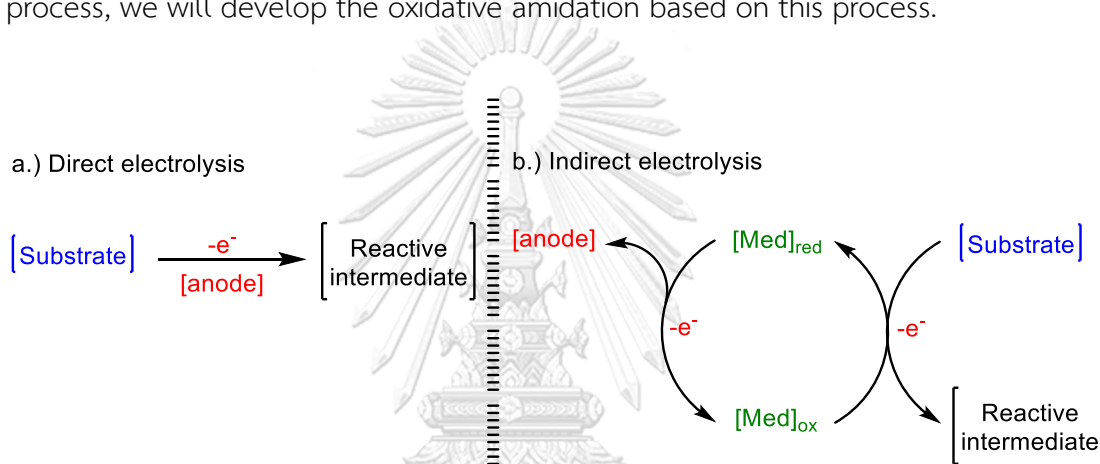 process, we will develop the oxidative amidation based on this process.
a.) Direct electrolysis
b.) Indirect electrolysis
[Substrate]
-e-
[anode]
[Reactive
intermediate]
[anode]
[Med]red
[Substrate]
-e-
-e-
[Med]ox
[Reactive
intermediate